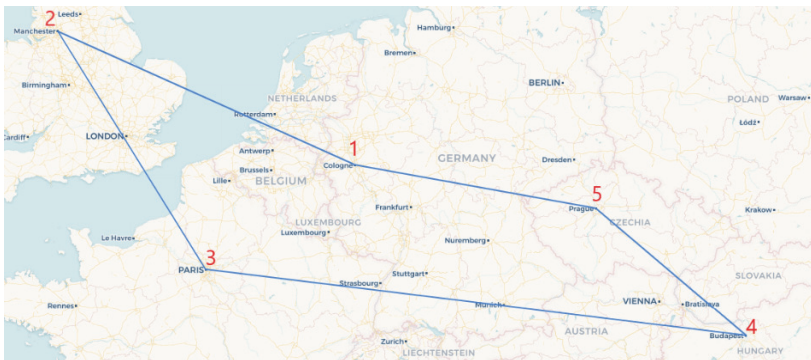 2
Leeds
Manchester
Hamburg
Bremen
Birmingham
BERLIN
NETHERLANDS
POLAND
Warsaw
Rotterdam
Łódź
Cardiff
LONDON
1
Antwerp
Cologne
GERMANY
Dresden
Brussels
Lille
BELGIUM
5
Frankfurt
Prague
Krakow
LUXEMBOURG
CZECHIA
Luxembourg
Le Havre
Nuremberg
3
PARIS
Stuttgart
SLOVAKIA
Strasbourg
Rennes
Munich
VIENNA
Bratislava
4
AUSTRIA
Budapest
Zurich
LIECHTENSTEIN
HUNGARY